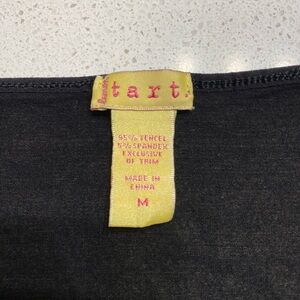 tart.
95% TENCEL
5% SPANDEX
EXCLUSIVE
OF TRIM
MADE IN
CHINA
M